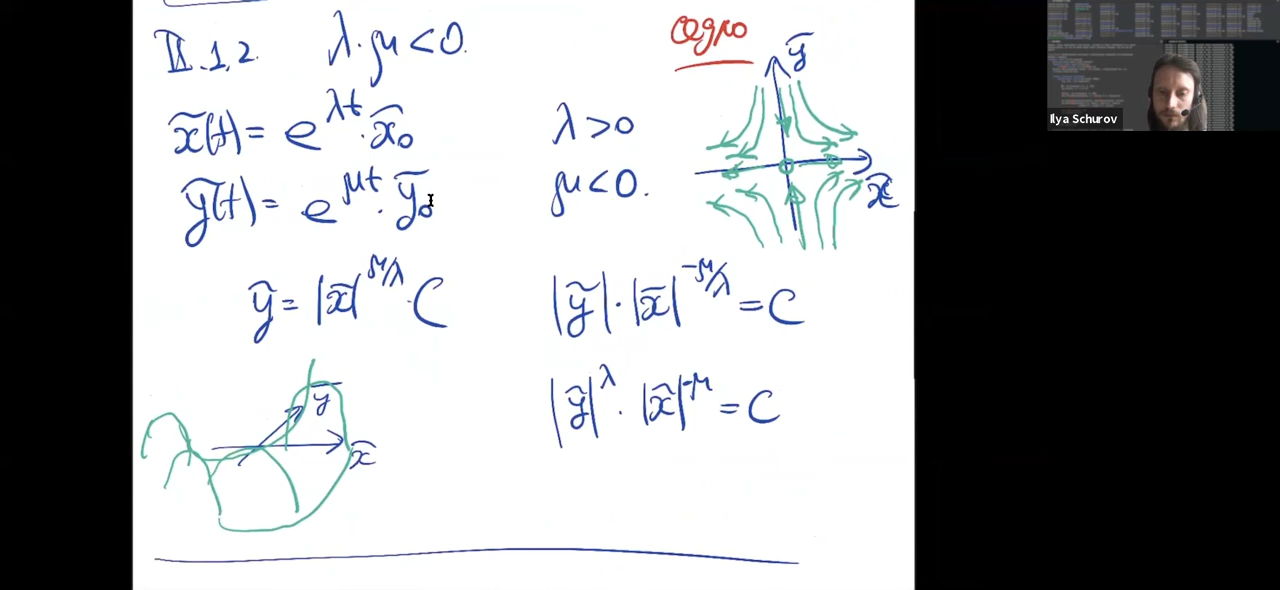 II.1,2. λ·μ < 0.
седло
x̃(t) = e^{λt}·x̃₀
λ > 0
ỹ(t) = e^{μt}·ỹ₀
μ < 0.
ỹ
x̃
ỹ = |x̃|^{μ/λ}·C
|ỹ|·|x̃|^{-μ/λ} = C
|ỹ|^λ·|x̃|^{-μ} = C
ỹ
x̃
Ilya Schurov